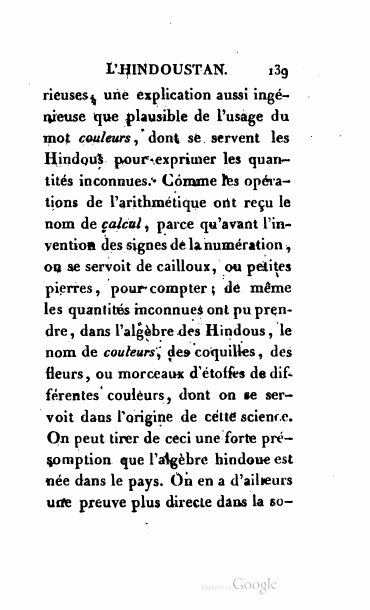 L'HINDOUSTAN. 139
rieuses, une explication aussi ingé-
nieuse que plausible de l'usage du
mot couleurs, dont se servent les
Hindous pour exprimer les quan-
tités inconnues. Comme les opéra-
tions de l'arithmétique ont reçu le
nom de calcul, parce qu'avant l'in-
vention des signes de la numération,
on se servoit de cailloux, ou petites
pierres, pour compter ; de même
les quantités inconnues ont pu pren-
dre, dans l'algèbre des Hindous, le
nom de couleurs, des coquilles, des
fleurs, ou morceaux d'étoffes de dif-
férentes couleurs, dont on se ser-
voit dans l'origine de cette science.
On peut tirer de ceci une forte pré-
somption que l'algèbre hindoue est
née dans le pays. On en a d'ailleurs
une preuve plus directe dans la so-
Digitized by Google